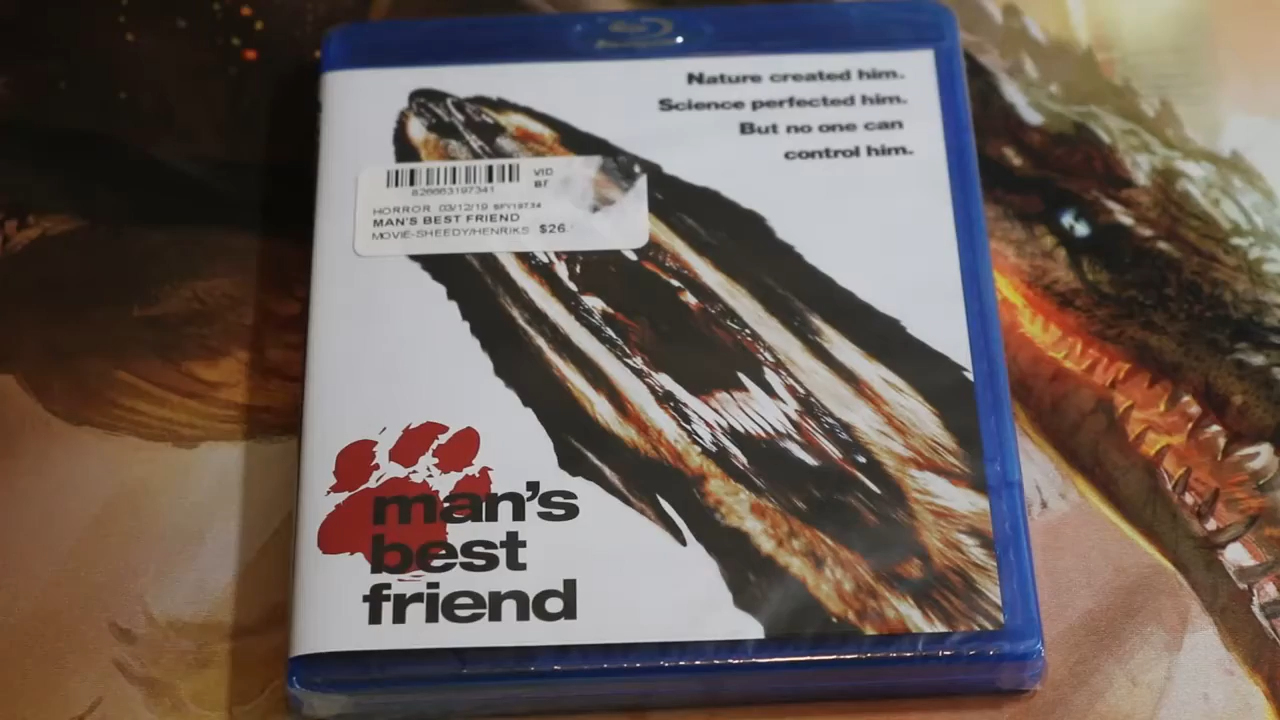 Nature created him.
Science perfected him.
But no one can
control him.
826663197341
VID
HORROR 03/12/19 SFY19734
MAN'S BEST FRIEND
MOVIE-SHEEDY/HENRIKS $26.
man's
best
friend